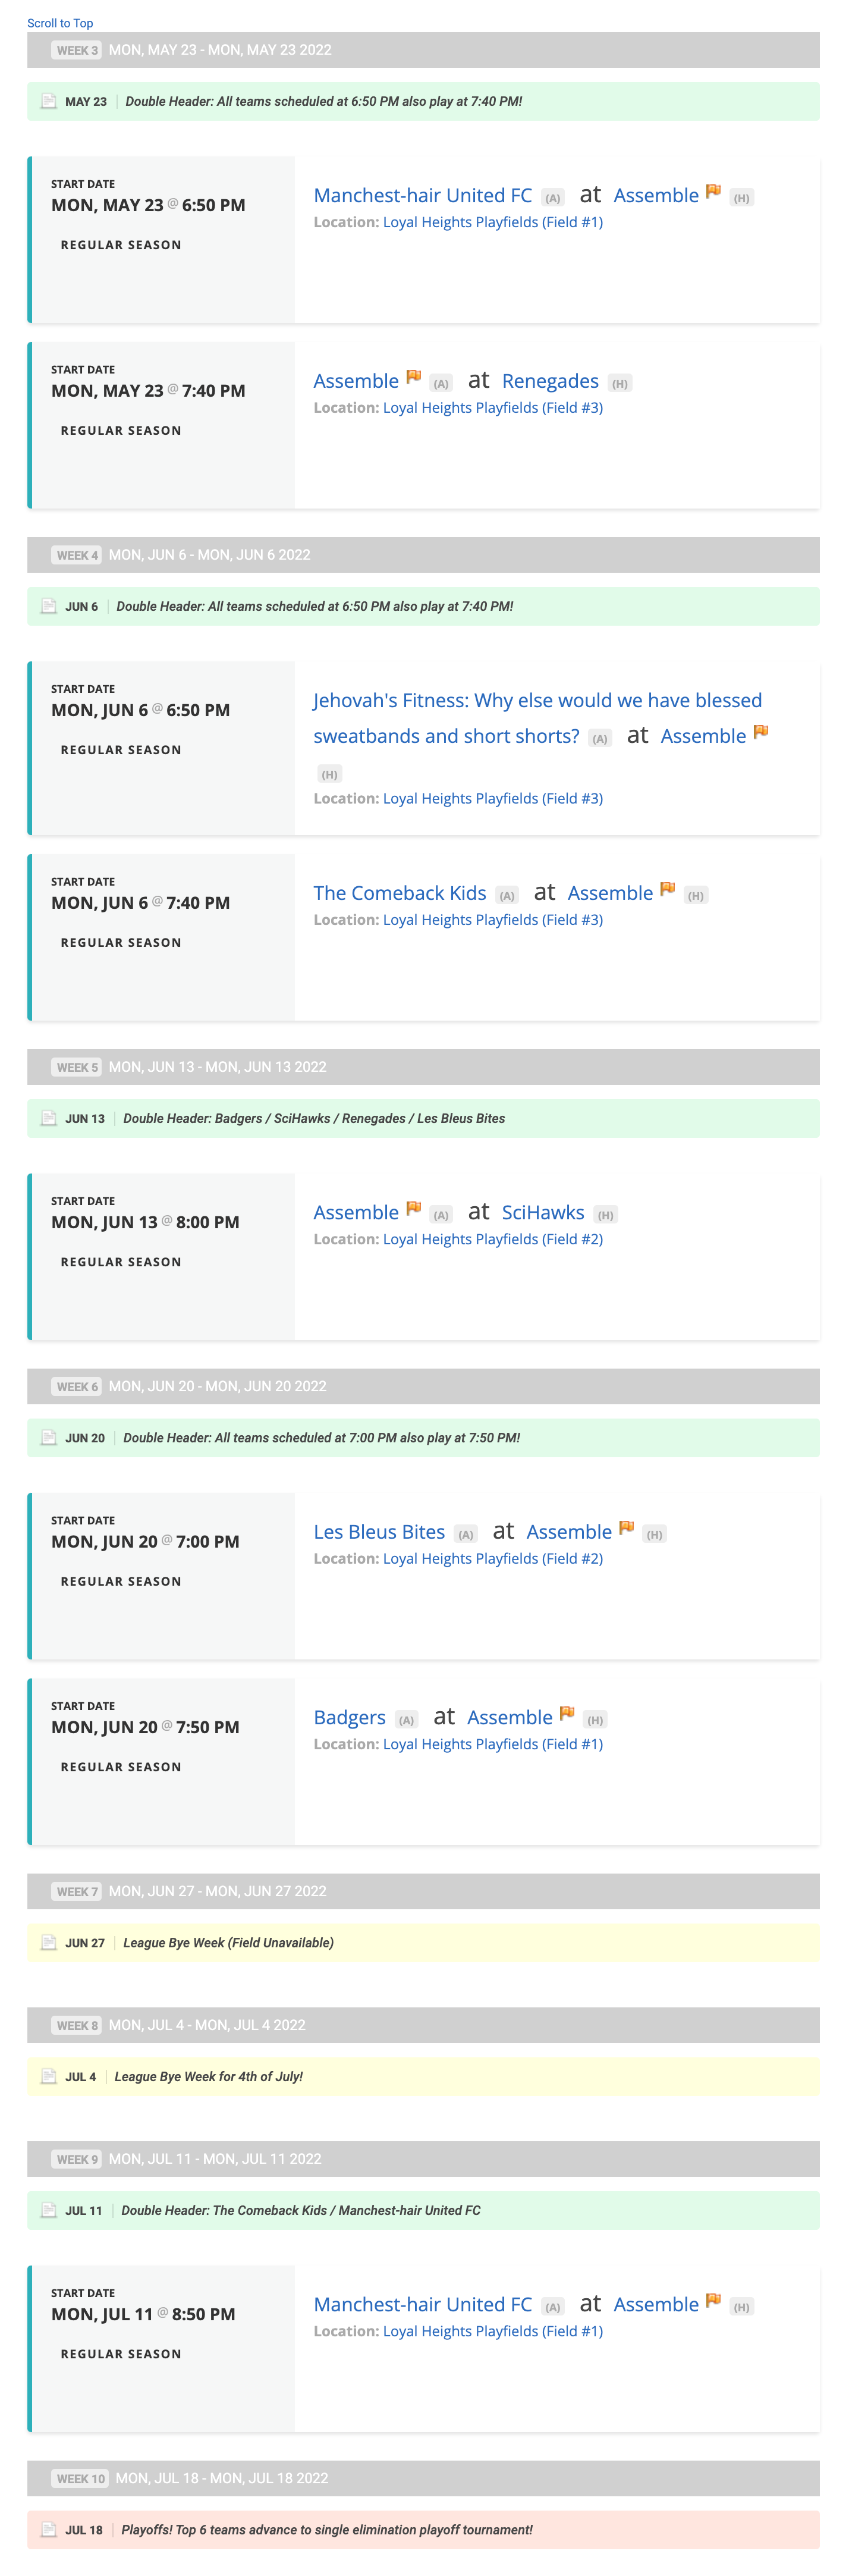 Scroll to Top
WEEK 3 MON, MAY 23 - MON, MAY 23 2022
MAY 23 Double Header: All teams scheduled at 6:50 PM also play at 7:40 PM!
START DATE
MON, MAY 23 @ 6:50 PM
REGULAR SEASON
Manchest-hair United FC (A) at Assemble (H)
Location: Loyal Heights Playfields (Field #1)
START DATE
MON, MAY 23 @ 7:40 PM
REGULAR SEASON
Assemble (A) at Renegades (H)
Location: Loyal Heights Playfields (Field #3)
WEEK 4 MON, JUN 6 - MON, JUN 6 2022
JUN 6 Double Header: All teams scheduled at 6:50 PM also play at 7:40 PM!
START DATE
MON, JUN 6 @ 6:50 PM
REGULAR SEASON
Jehovah's Fitness: Why else would we have blessed
sweatbands and short shorts? (A) at Assemble
(H)
Location: Loyal Heights Playfields (Field #3)
START DATE
MON, JUN 6 @ 7:40 PM
REGULAR SEASON
The Comeback Kids (A) at Assemble (H)
Location: Loyal Heights Playfields (Field #3)
WEEK 5 MON, JUN 13 - MON, JUN 13 2022
JUN 13 Double Header: Badgers / SciHawks / Renegades / Les Bleus Bites
START DATE
MON, JUN 13 @ 8:00 PM
REGULAR SEASON
Assemble (A) at SciHawks (H)
Location: Loyal Heights Playfields (Field #2)
WEEK 6 MON, JUN 20 - MON, JUN 20 2022
JUN 20 Double Header: All teams scheduled at 7:00 PM also play at 7:50 PM!
START DATE
MON, JUN 20 @ 7:00 PM
REGULAR SEASON
Les Bleus Bites (A) at Assemble (H)
Location: Loyal Heights Playfields (Field #2)
START DATE
MON, JUN 20 @ 7:50 PM
REGULAR SEASON
Badgers (A) at Assemble (H)
Location: Loyal Heights Playfields (Field #1)
WEEK 7 MON, JUN 27 - MON, JUN 27 2022
JUN 27 League Bye Week (Field Unavailable)
WEEK 8 MON, JUL 4 - MON, JUL 4 2022
JUL 4 League Bye Week for 4th of July!
WEEK 9 MON, JUL 11 - MON, JUL 11 2022
JUL 11 Double Header: The Comeback Kids / Manchest-hair United FC
START DATE
MON, JUL 11 @ 8:50 PM
REGULAR SEASON
Manchest-hair United FC (A) at Assemble (H)
Location: Loyal Heights Playfields (Field #1)
WEEK 10 MON, JUL 18 - MON, JUL 18 2022
JUL 18 Playoffs! Top 6 teams advance to single elimination playoff tournament!